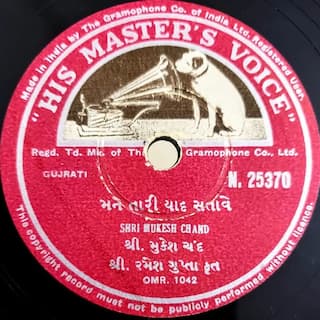 Made in India by The Gramophone Co. of India Ltd. Registered User.
"HIS MASTER'S VOICE"
Regd. Td. Mk. of The Gramophone Co., Ltd.
GUJRATI
N. 25370
મને તારી યાદ સતાવે
SHRI MUKESH CHAND
શ્રી. મુકેશ ચંદ
શ્રી. રમેશ ગુપ્તા કૃત
OMR. 1042
This copyright record must not be publicly performed without licence.